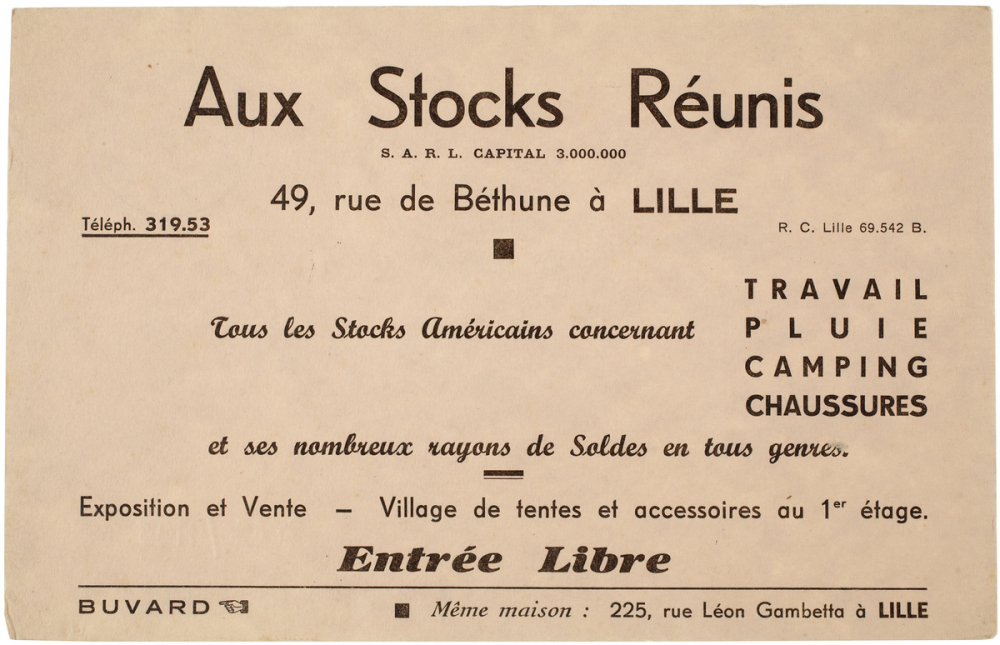 Aux Stocks Réunis
S. A. R. L. CAPITAL 3.000.000
49, rue de Béthune à LILLE
Téléph. 319.53
R. C. Lille 69.542 B.
TRAVAIL
Tous les Stocks Américains concernant PLUIE
CAMPING
CHAUSSURES
et ses nombreux rayons de Soldes en tous genres.
Exposition et Vente – Village de tentes et accessoires au 1er étage.
Entrée Libre
BUVARD
Même maison : 225, rue Léon Gambetta à LILLE